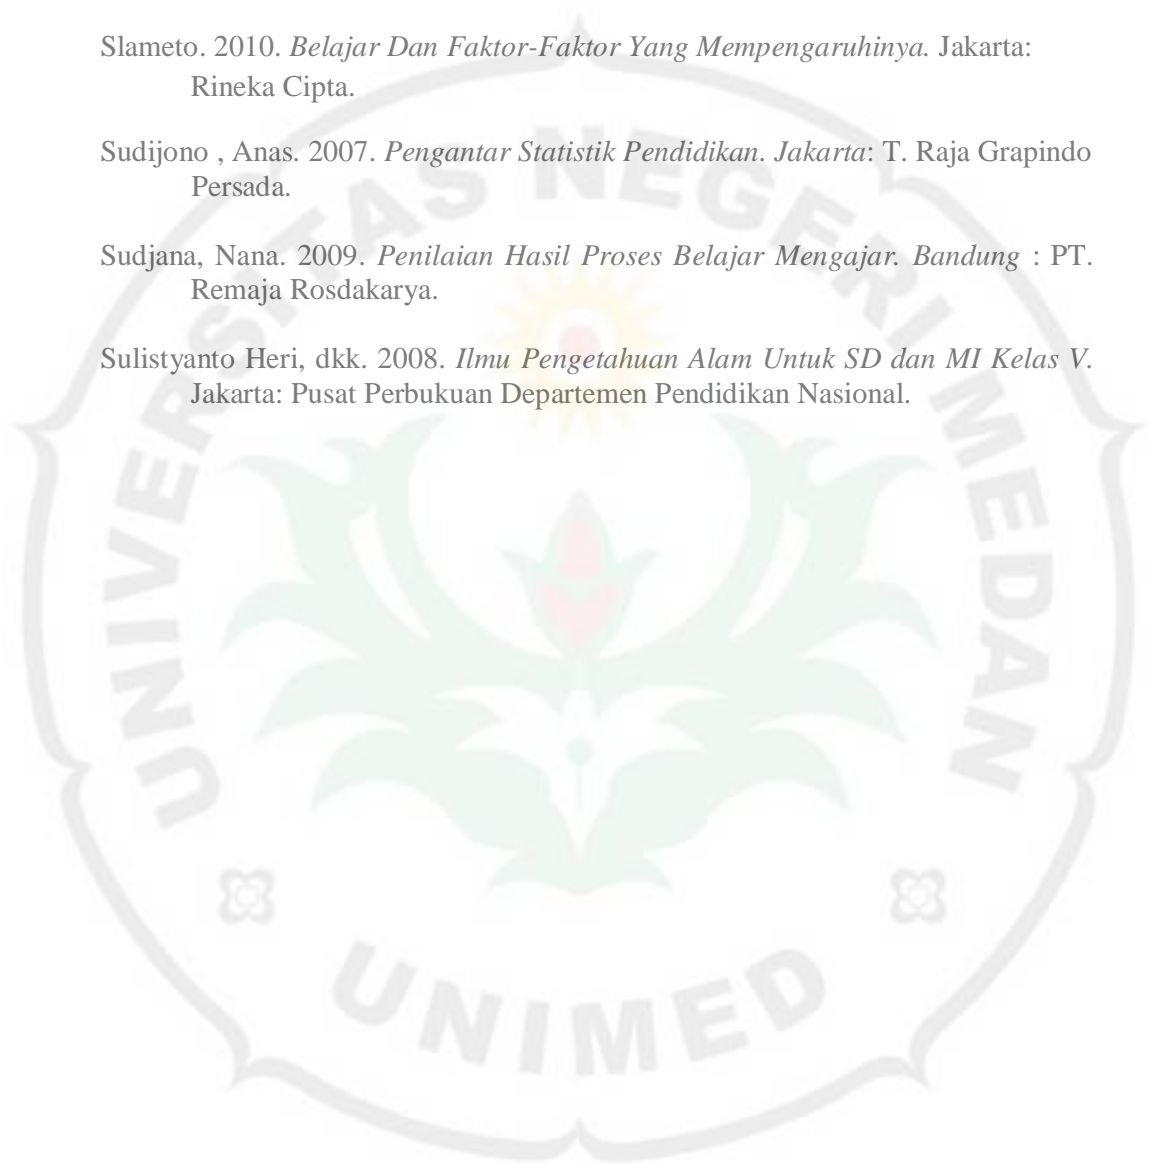 Slameto. 2010. Belajar Dan Faktor-Faktor Yang Mempengaruhinya. Jakarta:
Rineka Cipta.
Sudijono , Anas. 2007. Pengantar Statistik Pendidikan. Jakarta: T. Raja Grapindo
Persada.
Sudjana, Nana. 2009. Penilaian Hasil Proses Belajar Mengajar. Bandung : PT.
Remaja Rosdakarya.
Sulistyanto Heri, dkk. 2008. Ilmu Pengetahuan Alam Untuk SD dan MI Kelas V.
Jakarta: Pusat Perbukuan Departemen Pendidikan Nasional.
UNIVERSITAS NEGERI MEDAN
UNIMED